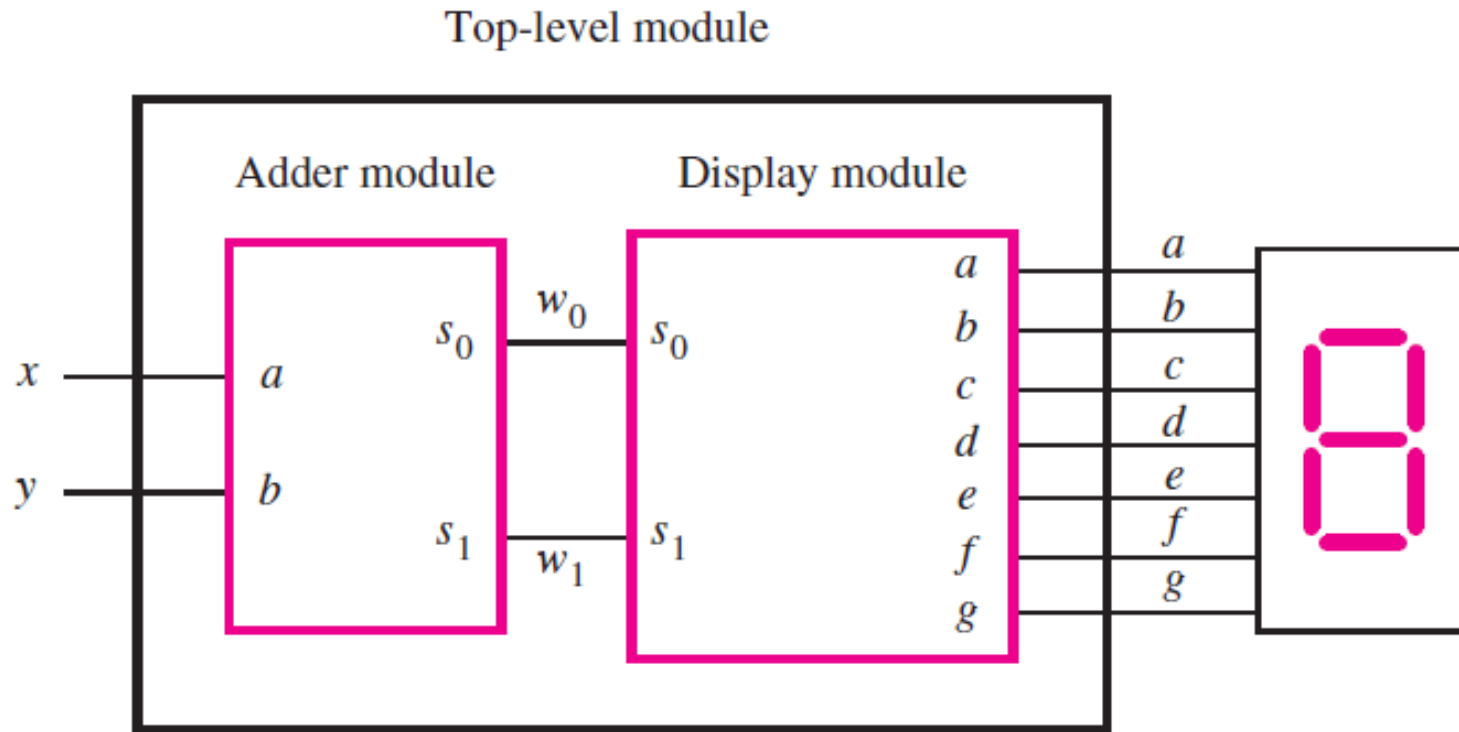 Top-level module
Adder module
Display module
x
y
a
b
s0
s1
w0
w1
s0
s1
a
b
c
d
e
f
g
a
b
c
d
e
f
g